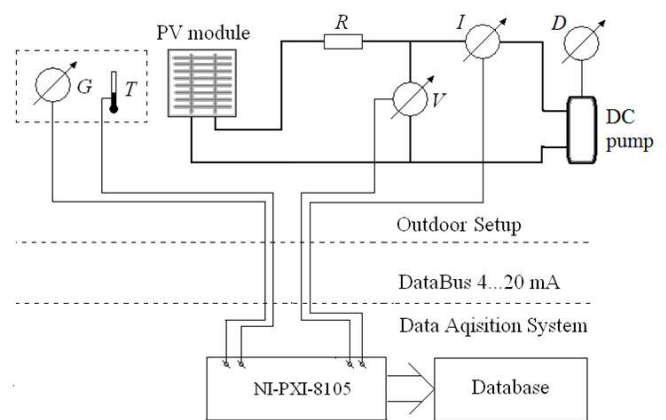 PV module
R
I
D
G
T
V
DC
pump
Outdoor Setup
DataBus 4...20 mA
Data Aqisition System
NI-PXI-8105
Database